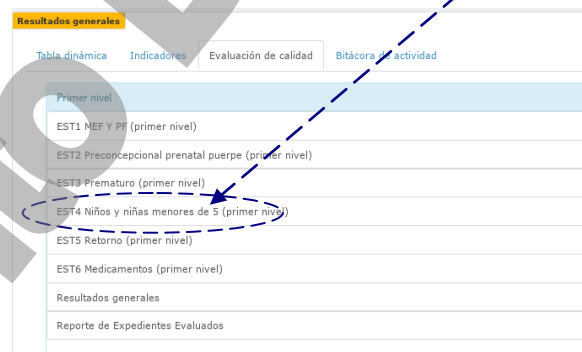 Resultados generales
Tabla dinámica Indicadores Evaluación de calidad Bitácora de actividad
Primer nivel
EST1 MEF Y PF (primer nivel)
EST2 Preconcepcional prenatal puerpe (primer nivel)
EST3 Prematuro (primer nivel)
EST4 Niños y niñas menores de 5 (primer nivel)
EST5 Retorno (primer nivel)
EST6 Medicamentos (primer nivel)
Resultados generales
Reporte de Expedientes Evaluados